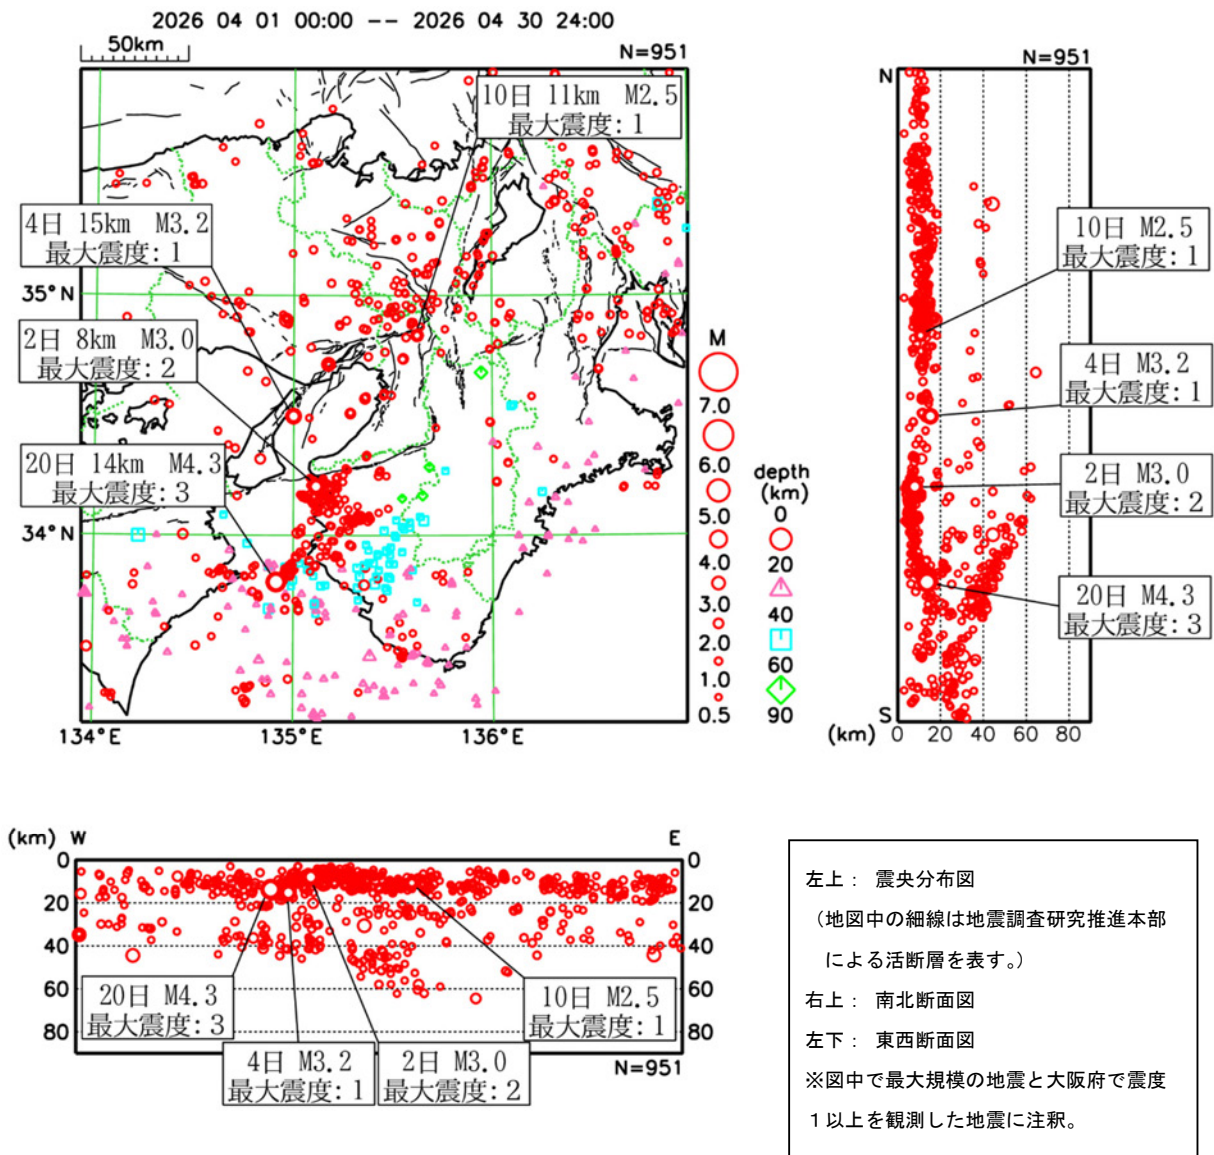 2026 04 01 00:00 -- 2026 04 30 24:00
50km
N=951
10日 11km M2.5
最大震度：1
4日 15km M3.2
最大震度：1
35°N
2日 8km M3.0
最大震度：2
20日 14km M4.3
最大震度：3
34°N
134°E
135°E
136°E
M
7.0
6.0
5.0
4.0
3.0
2.0
1.0
0.5
depth
(km)
0
20
40
60
90
N=951
N
10日 M2.5
最大震度：1
4日 M3.2
最大震度：1
2日 M3.0
最大震度：2
20日 M4.3
最大震度：3
S
(km) 0 20 40 60 80
(km) W E
0 0
20 20
40 40
60 60
80 80
20日 M4.3
最大震度：3
10日 M2.5
最大震度：1
4日 M3.2
最大震度：1
2日 M3.0
最大震度：2
N=951
左上： 震央分布図
（地図中の細線は地震調査研究推進本部
による活断層を表す。）
右上： 南北断面図
左下： 東西断面図
※図中で最大規模の地震と大阪府で震度
１以上を観測した地震に注釈。